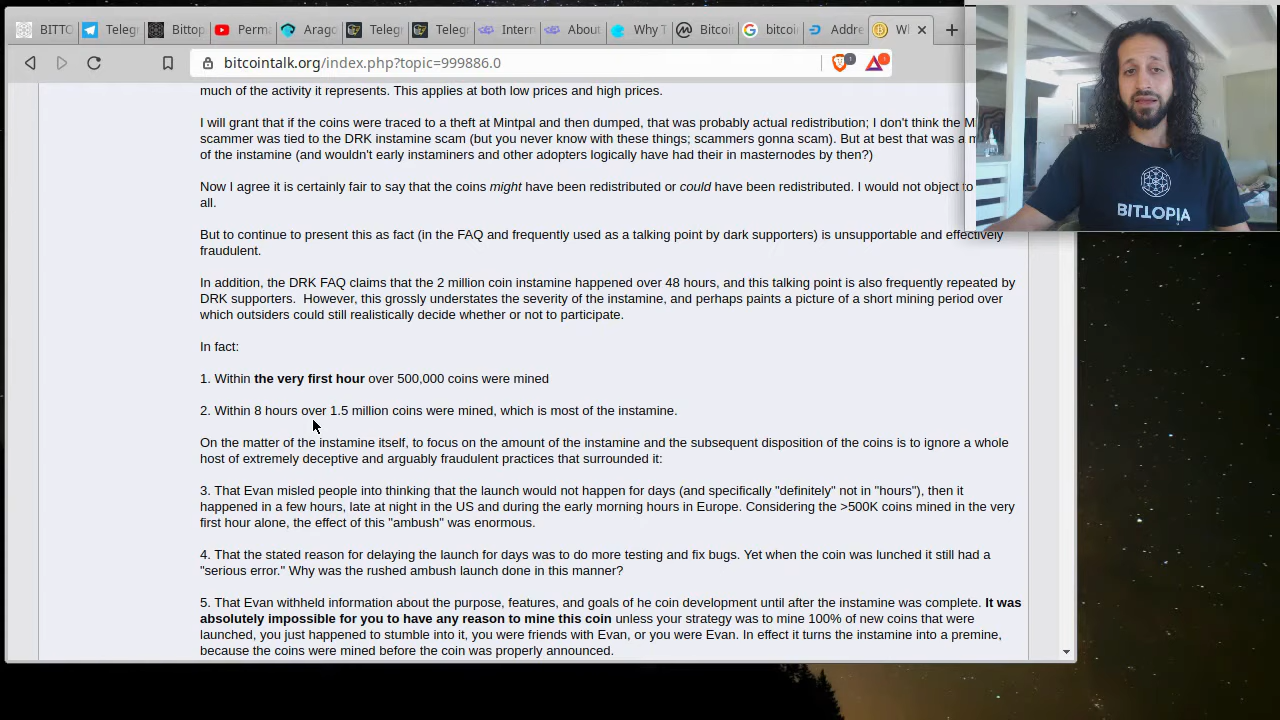 BITTO
Telegr
Bittop
Perma
Arago
Telegr
Telegr
Intern
About
Why T
Bitcoi
bitcoi
Addre
W
bitcointalk.org/index.php?topic=999886.0
much of the activity it represents. This applies at both low prices and high prices.
I will grant that if the coins were traced to a theft at Mintpal and then dumped, that was probably actual redistribution; I don't think the M
scammer was tied to the DRK instamine scam (but you never know with these things; scammers gonna scam). But at best that was a m
of the instamine (and wouldn't early instaminers and other adopters logically have had their in masternodes by then?)
Now I agree it is certainly fair to say that the coins might have been redistributed or could have been redistributed. I would not object to
all.
But to continue to present this as fact (in the FAQ and frequently used as a talking point by dark supporters) is unsupportable and effectively
fraudulent.
In addition, the DRK FAQ claims that the 2 million coin instamine happened over 48 hours, and this talking point is also frequently repeated by
DRK supporters. However, this grossly understates the severity of the instamine, and perhaps paints a picture of a short mining period over
which outsiders could still realistically decide whether or not to participate.
In fact:
1. Within the very first hour over 500,000 coins were mined
2. Within 8 hours over 1.5 million coins were mined, which is most of the instamine.
On the matter of the instamine itself, to focus on the amount of the instamine and the subsequent disposition of the coins is to ignore a whole
host of extremely deceptive and arguably fraudulent practices that surrounded it:
3. That Evan misled people into thinking that the launch would not happen for days (and specifically "definitely" not in "hours"), then it
happened in a few hours, late at night in the US and during the early morning hours in Europe. Considering the >500K coins mined in the very
first hour alone, the effect of this "ambush" was enormous.
4. That the stated reason for delaying the launch for days was to do more testing and fix bugs. Yet when the coin was lunched it still had a
"serious error." Why was the rushed ambush launch done in this manner?
5. That Evan withheld information about the purpose, features, and goals of he coin development until after the instamine was complete. It was
absolutely impossible for you to have any reason to mine this coin unless your strategy was to mine 100% of new coins that were
launched, you just happened to stumble into it, you were friends with Evan, or you were Evan. In effect it turns the instamine into a premine,
because the coins were mined before the coin was properly announced.
BITTOPIA